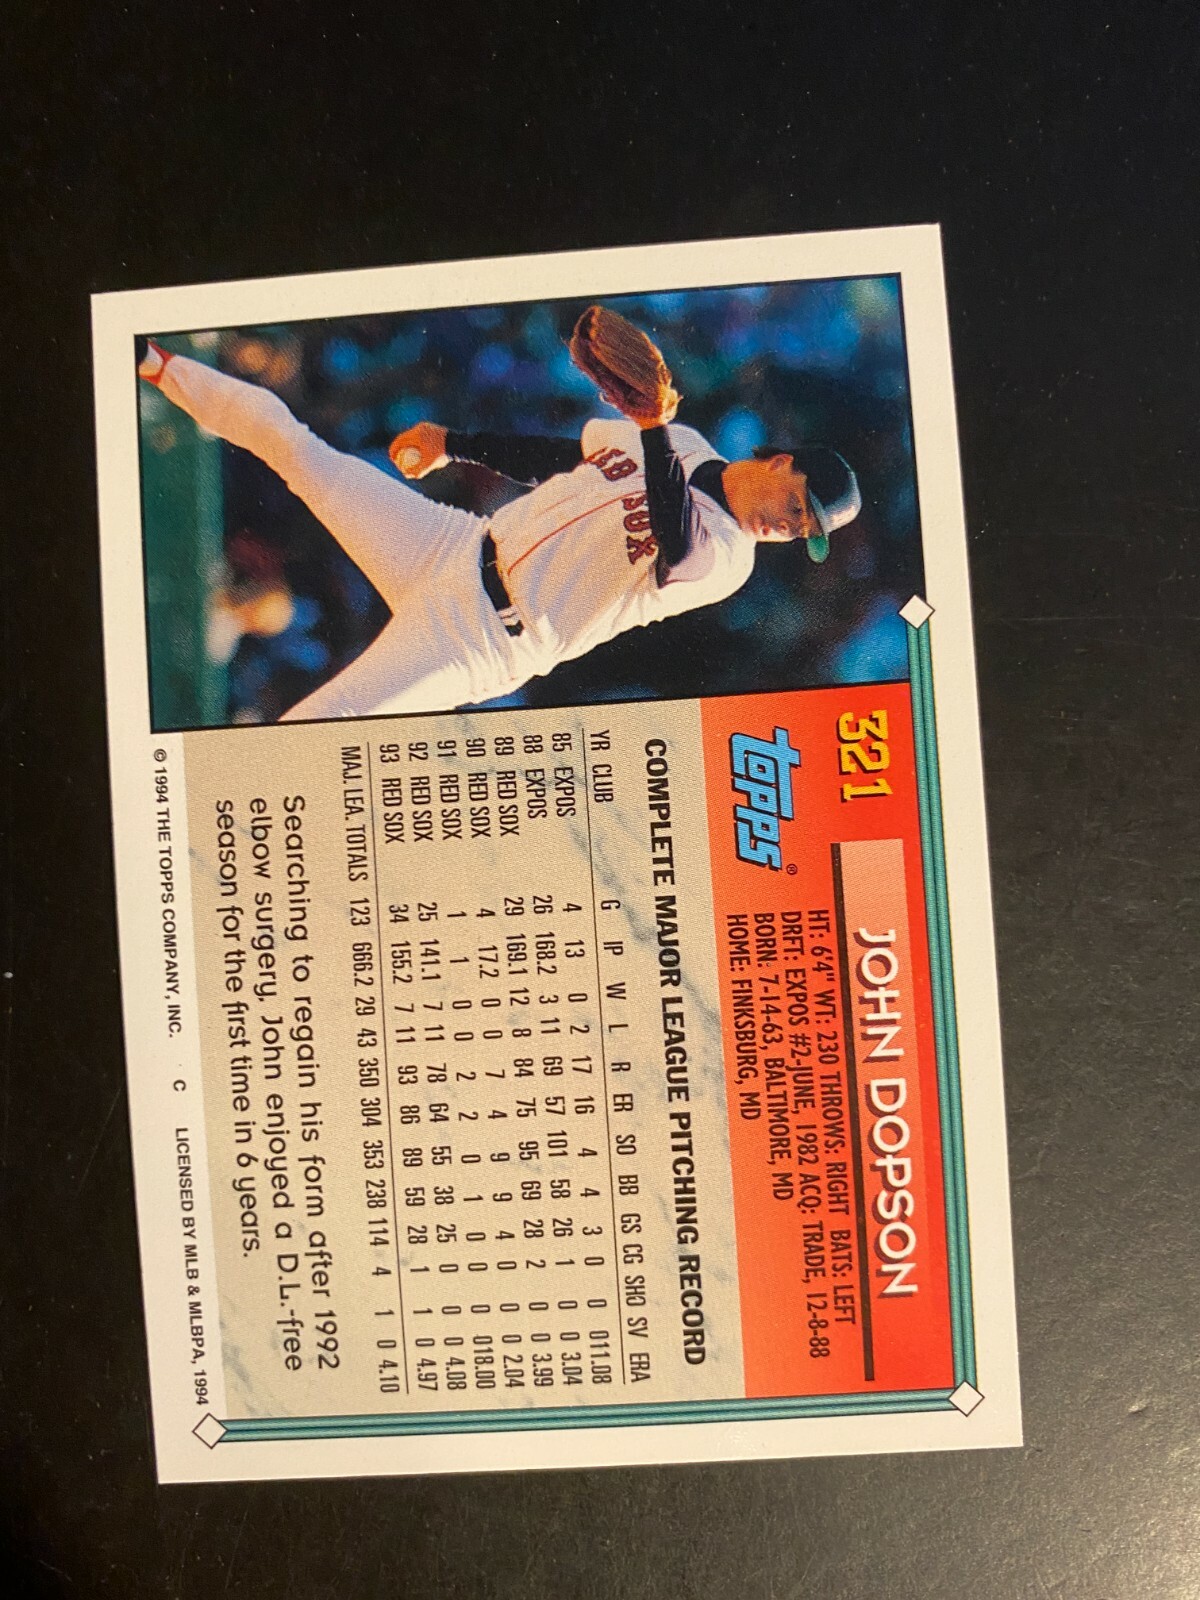 321
JOHN DOPSON
topps®
HT: 6'4" WT: 230 THROWS: RIGHT BATS: LEFT
DRFT: EXPOS #2-JUNE, 1982 ACQ: TRADE, 12-8-88
BORN: 7-14-63, BALTIMORE, MD
HOME: FINKSBURG, MD
COMPLETE MAJOR LEAGUE PITCHING RECORD
YR CLUB G IP W L R ER SO BB GS CG SHO SV ERA
85 EXPOS 4 13 0 2 17 16 4 4 3 0 0 011.08
88 EXPOS 26 168.2 3 11 69 57 101 58 26 1 0 0 3.04
89 RED SOX 29 169.1 12 8 84 75 95 69 28 2 0 0 3.99
90 RED SOX 4 17.2 0 0 7 4 9 9 4 0 0 0 2.04
91 RED SOX 1 1 0 0 2 2 0 1 0 0 0 018.00
92 RED SOX 25 141.1 7 11 78 64 55 38 25 0 0 0 4.08
93 RED SOX 34 155.2 7 11 93 86 89 59 28 1 1 0 4.97
MAJ. LEA. TOTALS 123 666.2 29 43 350 304 353 238 114 4 1 0 4.10
Searching to regain his form after 1992
elbow surgery, John enjoyed a D.L.-free
season for the first time in 6 years.
© 1994 THE TOPPS COMPANY, INC. C LICENSED BY MLB & MLBPA, 1994
ED SOX